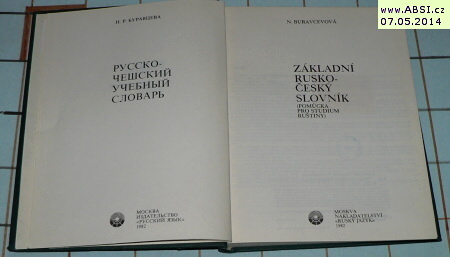 Н. Р. БУРАВЦЕВА
РУССКО-
ЧЕШСКИЙ
УЧЕБНЫЙ
СЛОВАРЬ
МОСКВА
ИЗДАТЕЛЬСТВО
«РУССКИЙ ЯЗЫК»
1982
N. BURAVCEVOVÁ
ZÁKLADNÍ
RUSKO-
ČESKÝ
SLOVNÍK
(POMŮCKA
PRO STUDIUM
RUŠTINY)
MOSKVA
NAKLADATELSTVÍ
«RUSKÝ JAZYK»
1982
www.ABSI.cz
07.05.2014